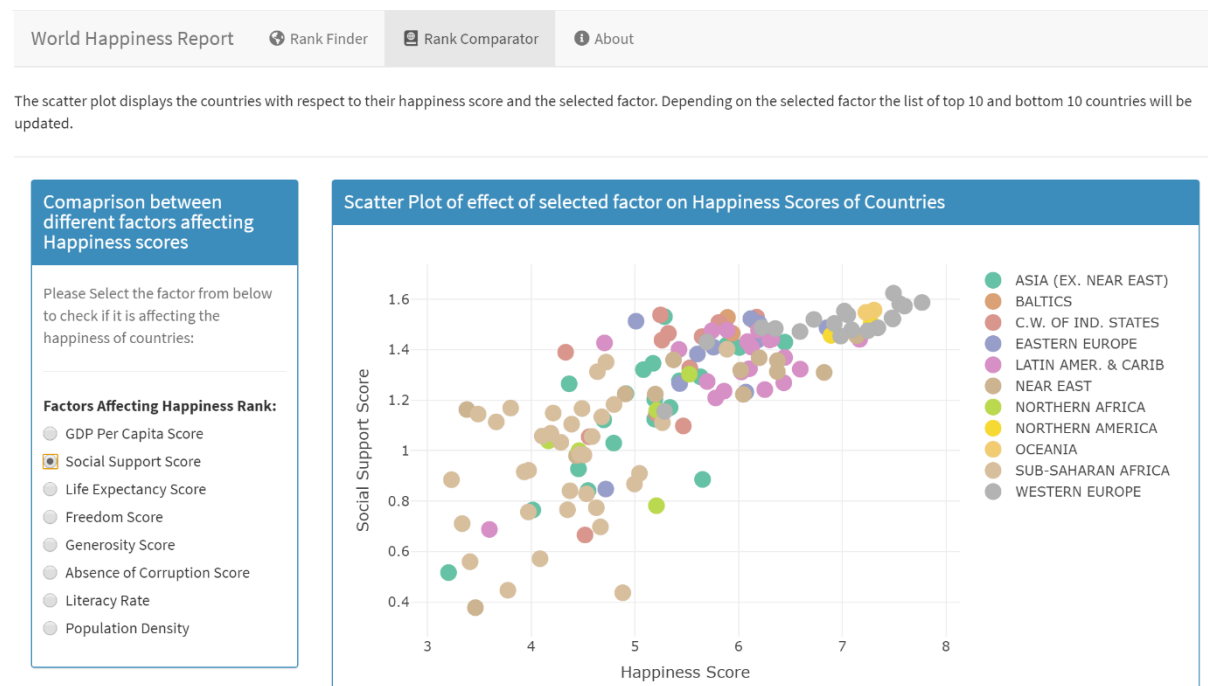 World Happiness Report
Rank Finder
Rank Comparator
About
The scatter plot displays the countries with respect to their happiness score and the selected factor. Depending on the selected factor the list of top 10 and bottom 10 countries will be
updated.
Comaprison between
different factors affecting
Happiness scores
Please Select the factor from below
to check if it is affecting the
happiness of countries:
Factors Affecting Happiness Rank:
GDP Per Capita Score
Social Support Score
Life Expectancy Score
Freedom Score
Generosity Score
Absence of Corruption Score
Literacy Rate
Population Density
Scatter Plot of effect of selected factor on Happiness Scores of Countries
Social Support Score
1.6
1.4
1.2
1
0.8
0.6
0.4
3 4 5 6 7 8
Happiness Score
ASIA (EX. NEAR EAST)
BALTICS
C.W. OF IND. STATES
EASTERN EUROPE
LATIN AMER. & CARIB
NEAR EAST
NORTHERN AFRICA
NORTHERN AMERICA
OCEANIA
SUB-SAHARAN AFRICA
WESTERN EUROPE